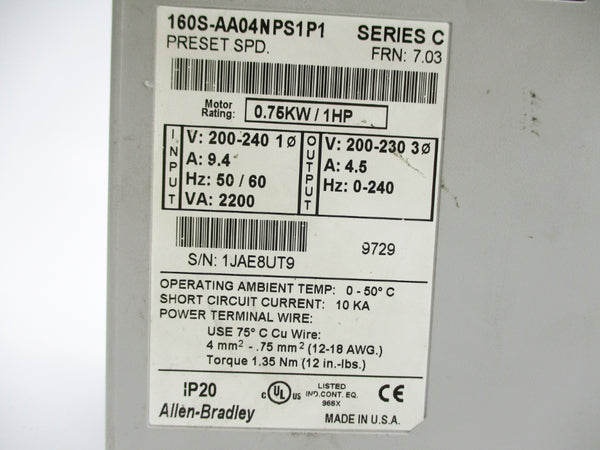 160S-AA04NPS1P1 SERIES C
PRESET SPD. FRN: 7.03
Motor Rating: 0.75KW / 1HP
INPUT
V: 200-240 1Ø
A: 9.4
Hz: 50 / 60
VA: 2200
OUTPUT
V: 200-230 3Ø
A: 4.5
Hz: 0-240
9729
S/N: 1JAE8UT9
OPERATING AMBIENT TEMP: 0 - 50° C
SHORT CIRCUIT CURRENT: 10 KA
POWER TERMINAL WIRE:
USE 75° C Cu Wire:
4 mm² - .75 mm² (12-18 AWG.)
Torque 1.35 Nm (12 in.-lbs.)
IP20
Allen-Bradley
c UL us LISTED
IND.CONT. EQ.
966X
CE
MADE IN U.S.A.